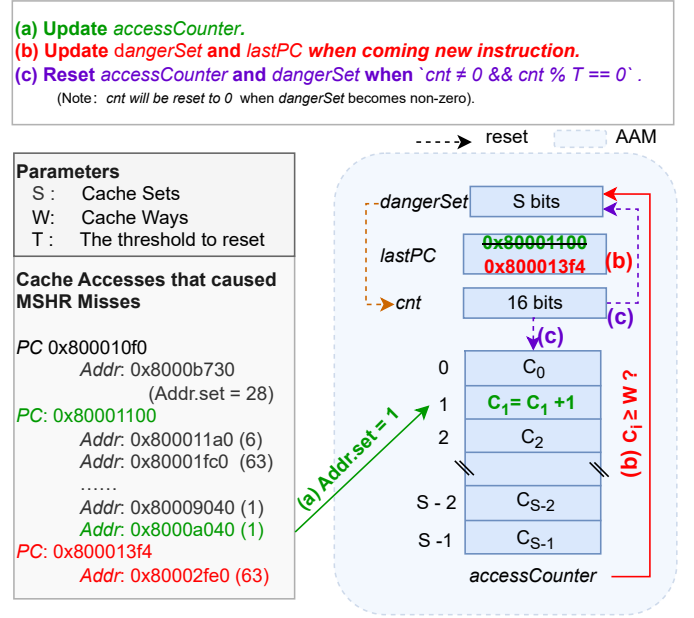 (a) Update accessCounter.
(b) Update dangerSet and lastPC when coming new instruction.
(c) Reset accessCounter and dangerSet when `cnt ≠ 0 && cnt % T == 0` .
(Note: cnt will be reset to 0 when dangerSet becomes non-zero).
reset
AAM
Parameters
S : Cache Sets
W: Cache Ways
T : The threshold to reset
Cache Accesses that caused
MSHR Misses
PC 0x800010f0
Addr: 0x8000b730
(Addr.set = 28)
PC: 0x80001100
Addr: 0x800011a0 (6)
Addr: 0x80001fc0 (63)
......
Addr: 0x80009040 (1)
Addr: 0x8000a040 (1)
PC: 0x800013f4
Addr: 0x80002fe0 (63)
(a) Addr.set = 1
dangerSet
S bits
lastPC
0x80001100
0x800013f4
(b)
cnt
16 bits
(c)
(c)
0
C0
1
C1= C1 +1
2
C2
S - 2
CS-2
S -1
CS-1
accessCounter
(b) Ci ≥ W ?